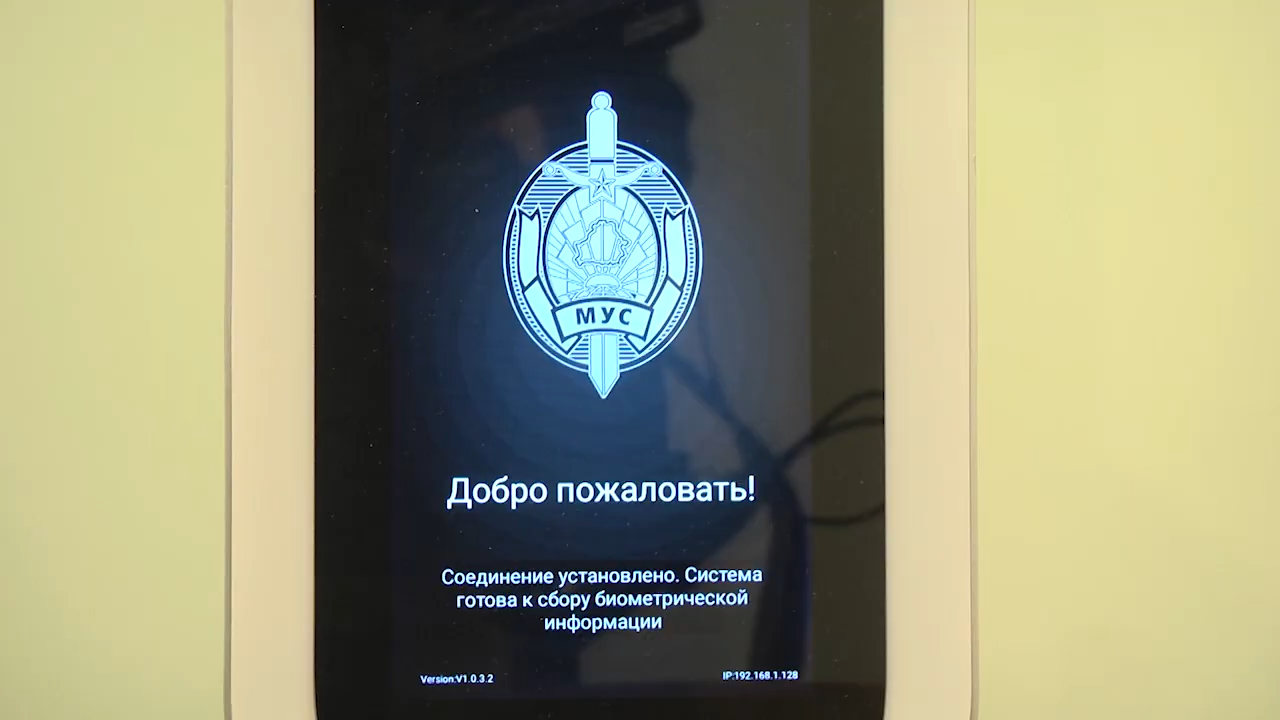 МУС
Добро пожаловать!
Соединение установлено. Система
готова к сбору биометрической
информации
Version:V1.0.3.2
IP:192.168.1.128